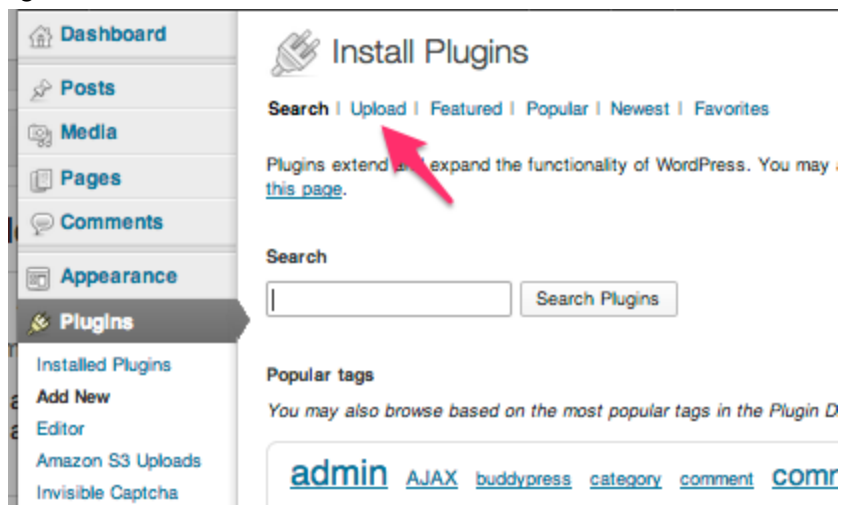 Dashboard
Posts
Media
Pages
Comments
Appearance
Plugins
Installed Plugins
Add New
Editor
Amazon S3 Uploads
Invisible Captcha
Install Plugins
Search | Upload | Featured | Popular | Newest | Favorites
Plugins extend expand the functionality of WordPress. You may
this page.
Search
Search Plugins
Popular tags
You may also browse based on the most popular tags in the Plugin D
admin AJAX buddypress category comment comm